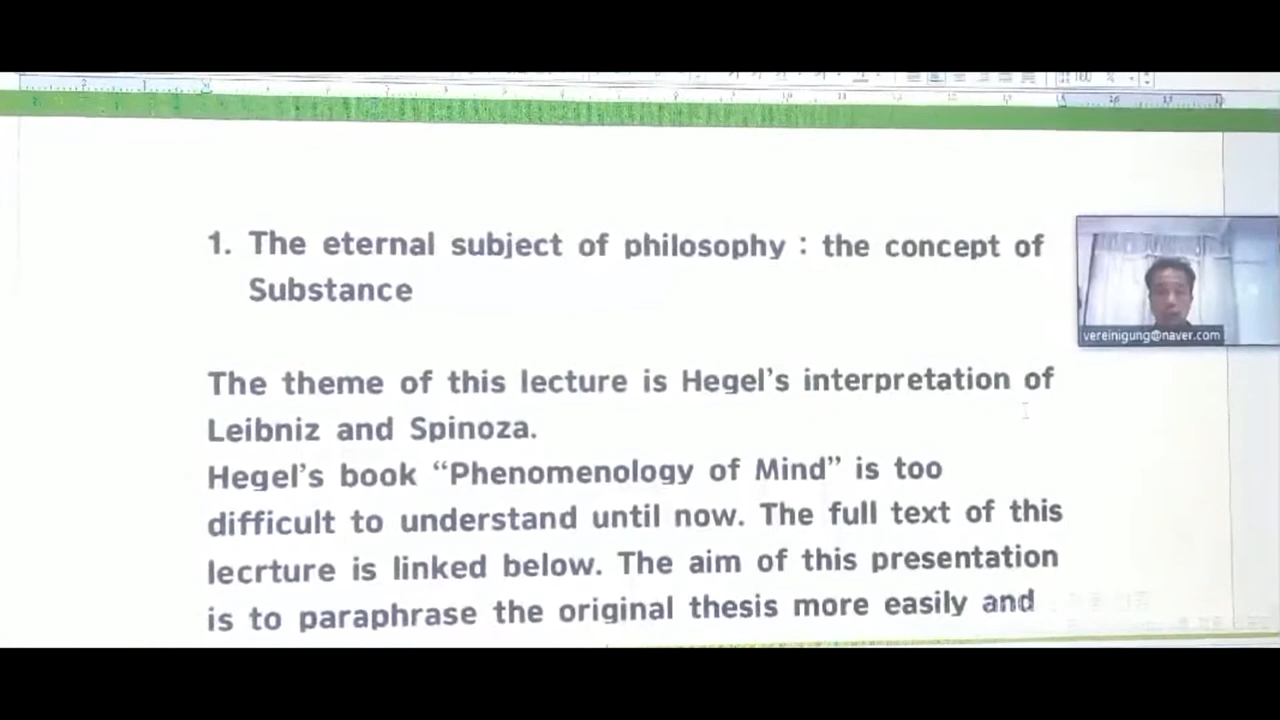 1. The eternal subject of philosophy : the concept of
Substance
The theme of this lecture is Hegel's interpretation of
Leibniz and Spinoza.
Hegel's book “Phenomenology of Mind” is too
difficult to understand until now. The full text of this
lecrture is linked below. The aim of this presentation
is to paraphrase the original thesis more easily and
vereinigung@naver.com